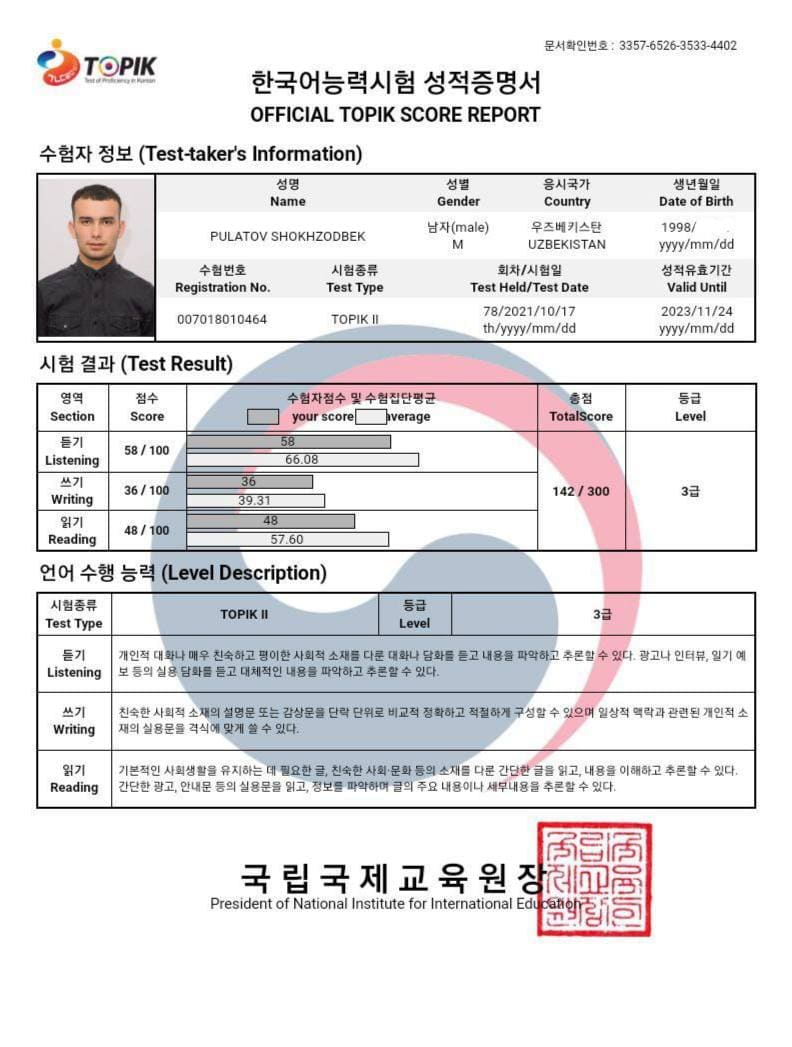 문서확인번호 : 3357-6526-3533-4402
TLC센터
TOPIK
Test of Proficiency in Korean
한국어능력시험 성적증명서
OFFICIAL TOPIK SCORE REPORT
수험자 정보 (Test-taker's Information)
성명 성별 응시국가 생년월일
Name Gender Country Date of Birth
PULATOV SHOKHZODBEK 남자(male) 우즈베키스탄 1998/
M UZBEKISTAN yyyy/mm/dd
수험번호 시험종류 회차/시험일 성적유효기간
Registration No. Test Type Test Held/Test Date Valid Until
007018010464 TOPIK II 78/2021/10/17 2023/11/24
th/yyyy/mm/dd yyyy/mm/dd
시험 결과 (Test Result)
영역 점수 수험자점수 및 수험집단평균 총점 등급
Section Score your score average TotalScore Level
듣기 58 / 100 58
Listening 66.08
쓰기 36 / 100 36 142 / 300 3급
Writing 39.31
읽기 48 / 100 48
Reading 57.60
언어 수행 능력 (Level Description)
시험종류 TOPIK II 등급 3급
Test Type Level
듣기 개인적 대화나 매우 친숙하고 평이한 사회적 소재를 다룬 대화나 담화를 듣고 내용을 파악하고 추론할 수 있다. 광고나 인터뷰, 일기 예
Listening 보 등의 실용 담화를 듣고 대체적인 내용을 파악하고 추론할 수 있다.
쓰기 친숙한 사회적 소재의 설명문 또는 감상문을 단락 단위로 비교적 정확하고 적절하게 구성할 수 있으며 일상적 맥락과 관련된 개인적 소
Writing 재의 실용문을 격식에 맞게 쓸 수 있다.
읽기 기본적인 사회생활을 유지하는 데 필요한 글, 친숙한 사회·문화 등의 소재를 다룬 간단한 글을 읽고, 내용을 이해하고 추론할 수 있다.
Reading 간단한 광고, 안내문 등의 실용문을 읽고, 정보를 파악하며 글의 주요 내용이나 세부내용을 추론할 수 있다.
국립국제교육원장
President of National Institute for International Education